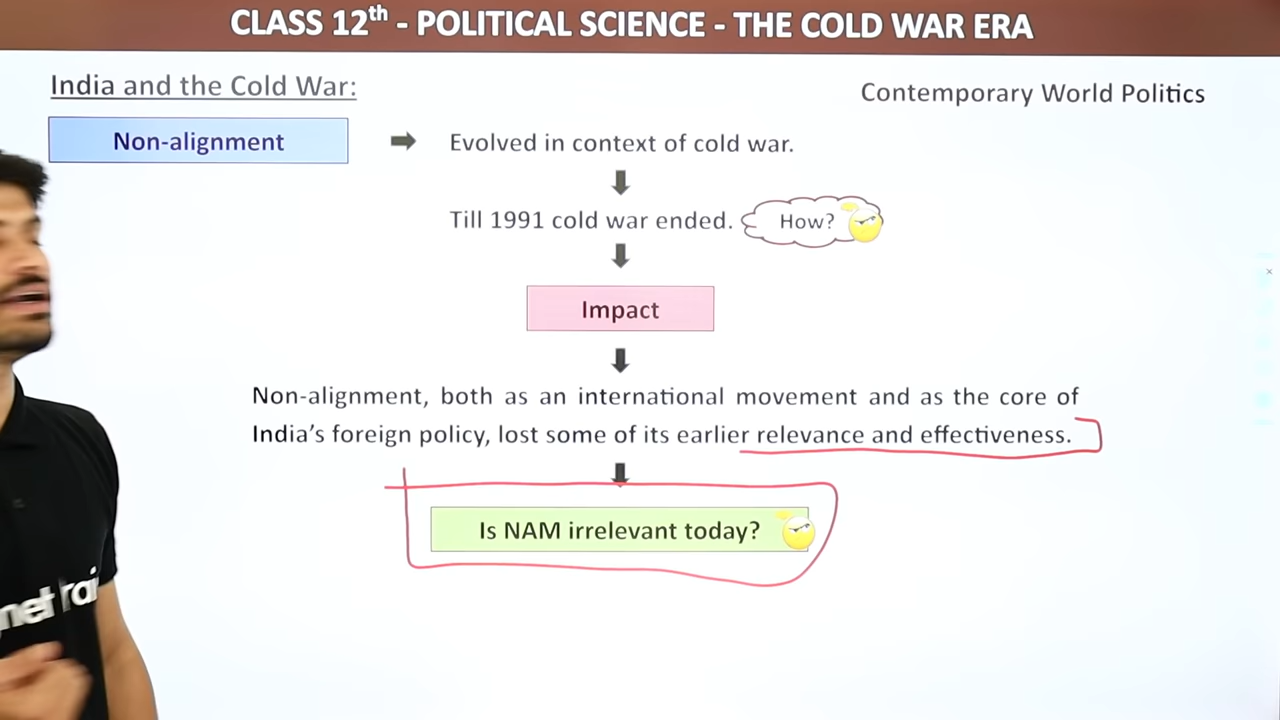 CLASS 12th - POLITICAL SCIENCE - THE COLD WAR ERA
India and the Cold War:
Contemporary World Politics
Non-alignment
Evolved in context of cold war.
Till 1991 cold war ended.
How?
Impact
Non-alignment, both as an international movement and as the core of
India's foreign policy, lost some of its earlier relevance and effectiveness.
Is NAM irrelevant today?